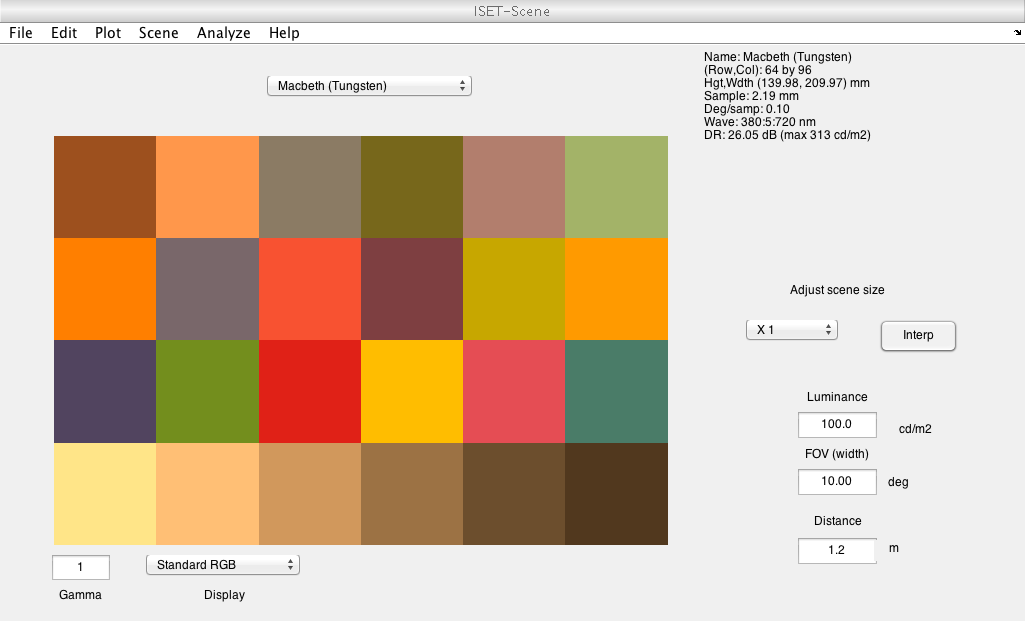 ISET-Scene
File Edit Plot Scene Analyze Help
Macbeth (Tungsten)
Name: Macbeth (Tungsten)
(Row,Col): 64 by 96
Hgt,Wdth (139.98, 209.97) mm
Sample: 2.19 mm
Deg/samp: 0.10
Wave: 380:5:720 nm
DR: 26.05 dB (max 313 cd/m2)
Adjust scene size
X 1
Interp
Luminance
100.0 cd/m2
FOV (width)
10.00 deg
Distance
1.2 m
1 Standard RGB
Gamma Display